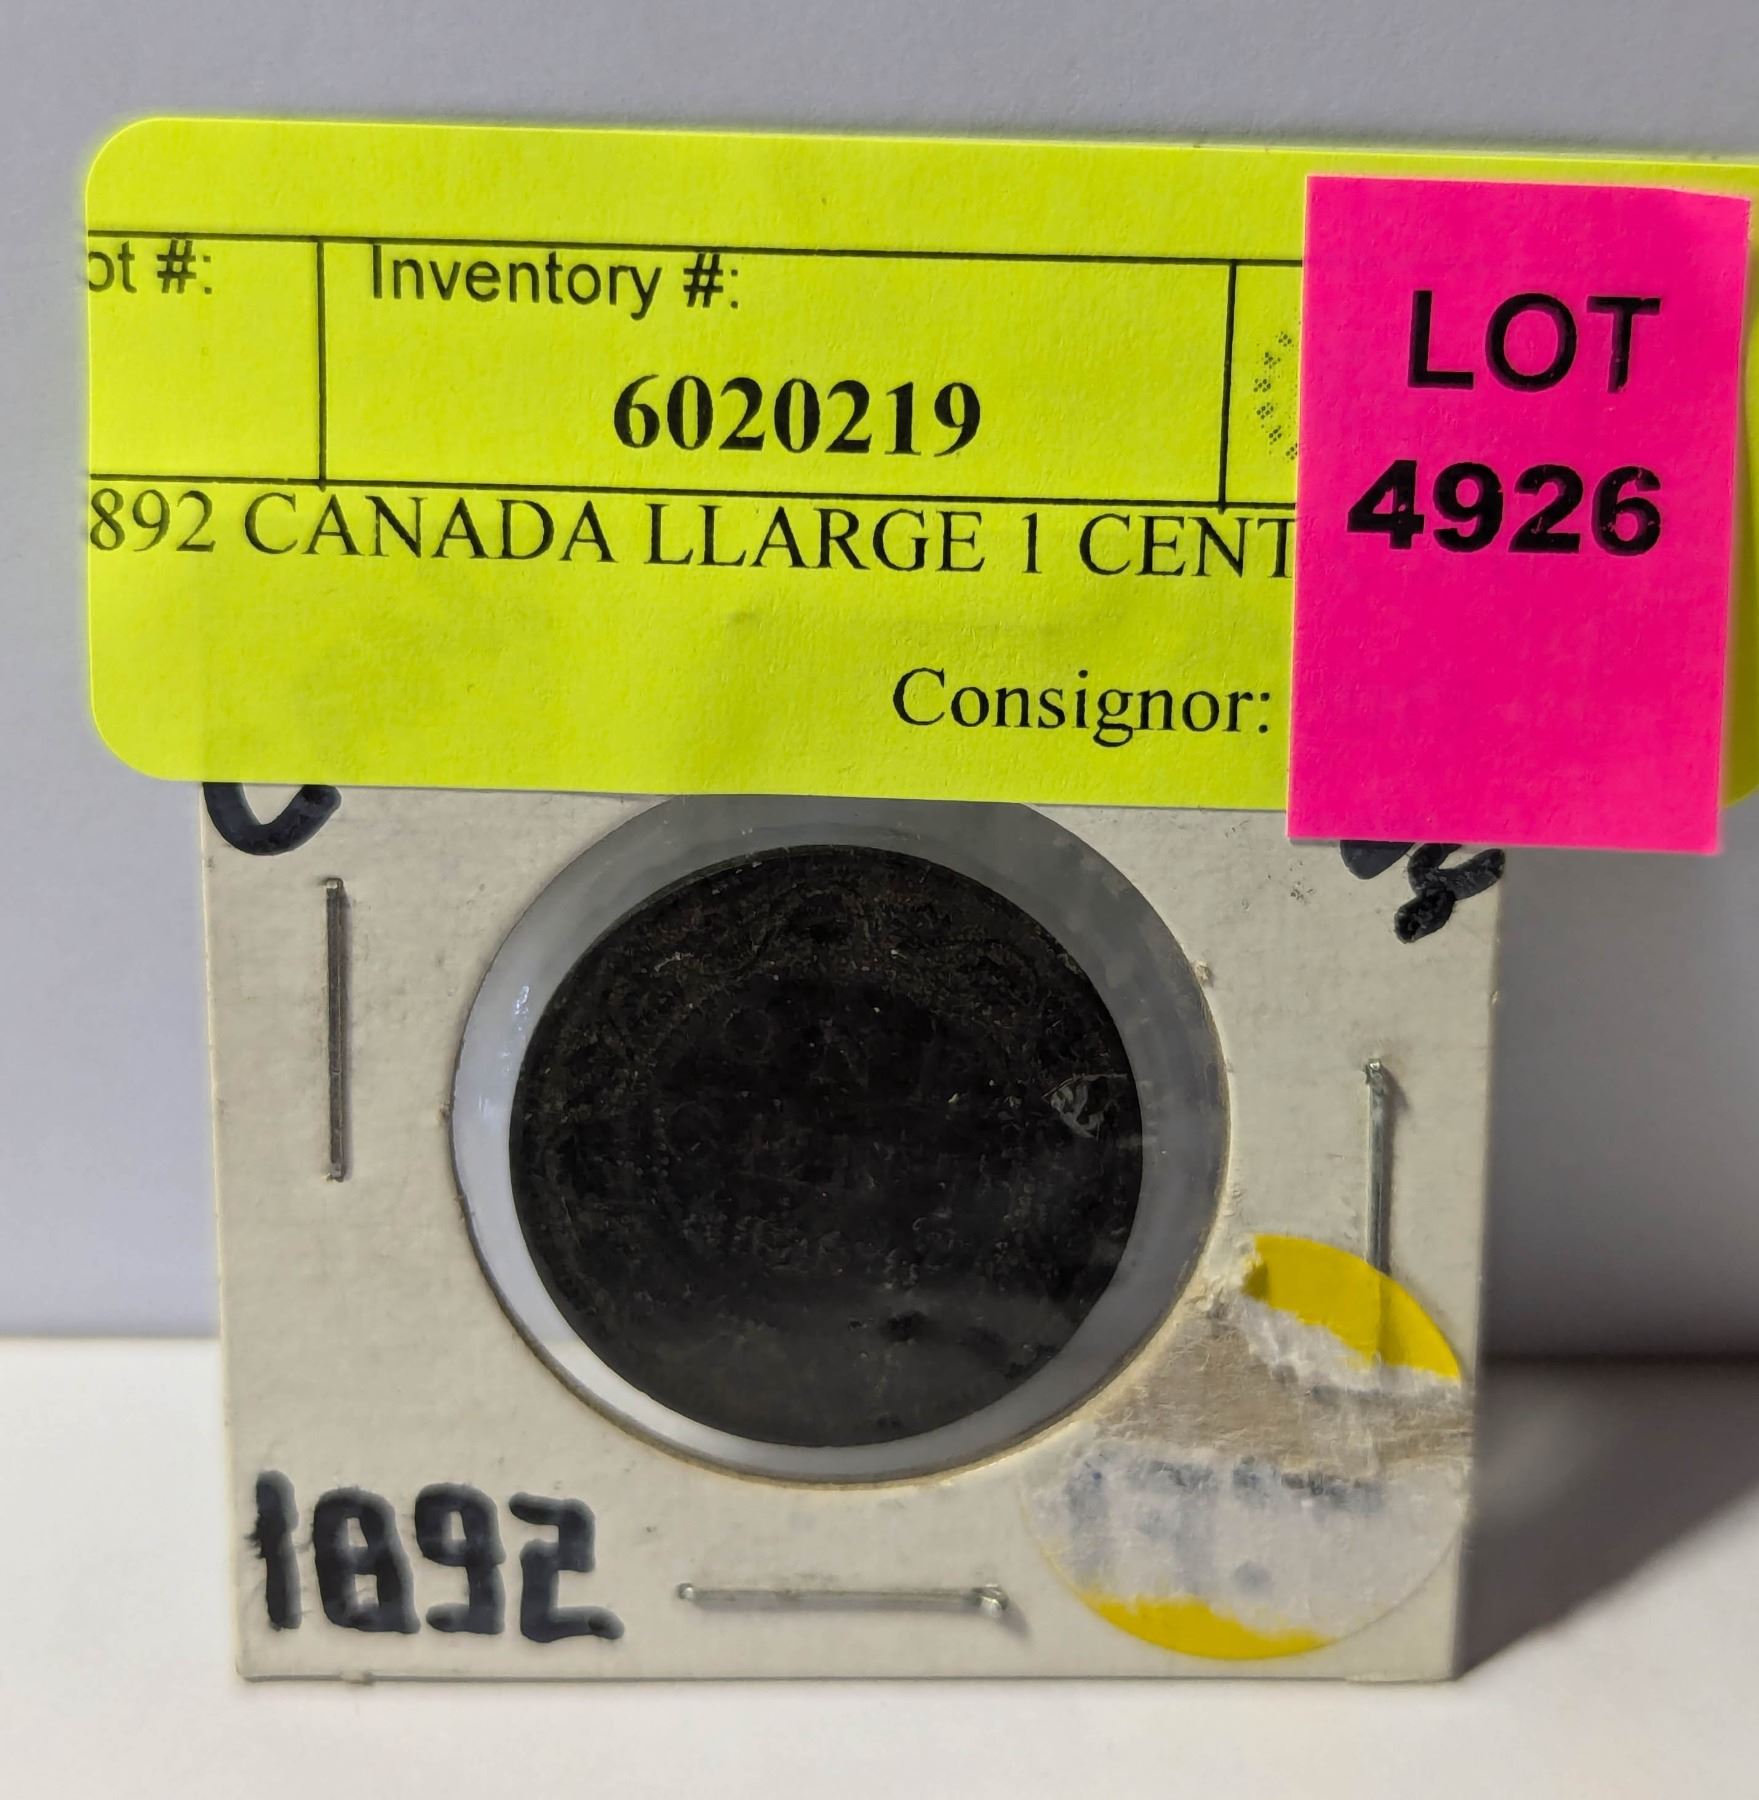 ot #:
Inventory #:
6020219
892 CANADA LLARGE 1 CENT
Consignor:
LOT
4926
1892